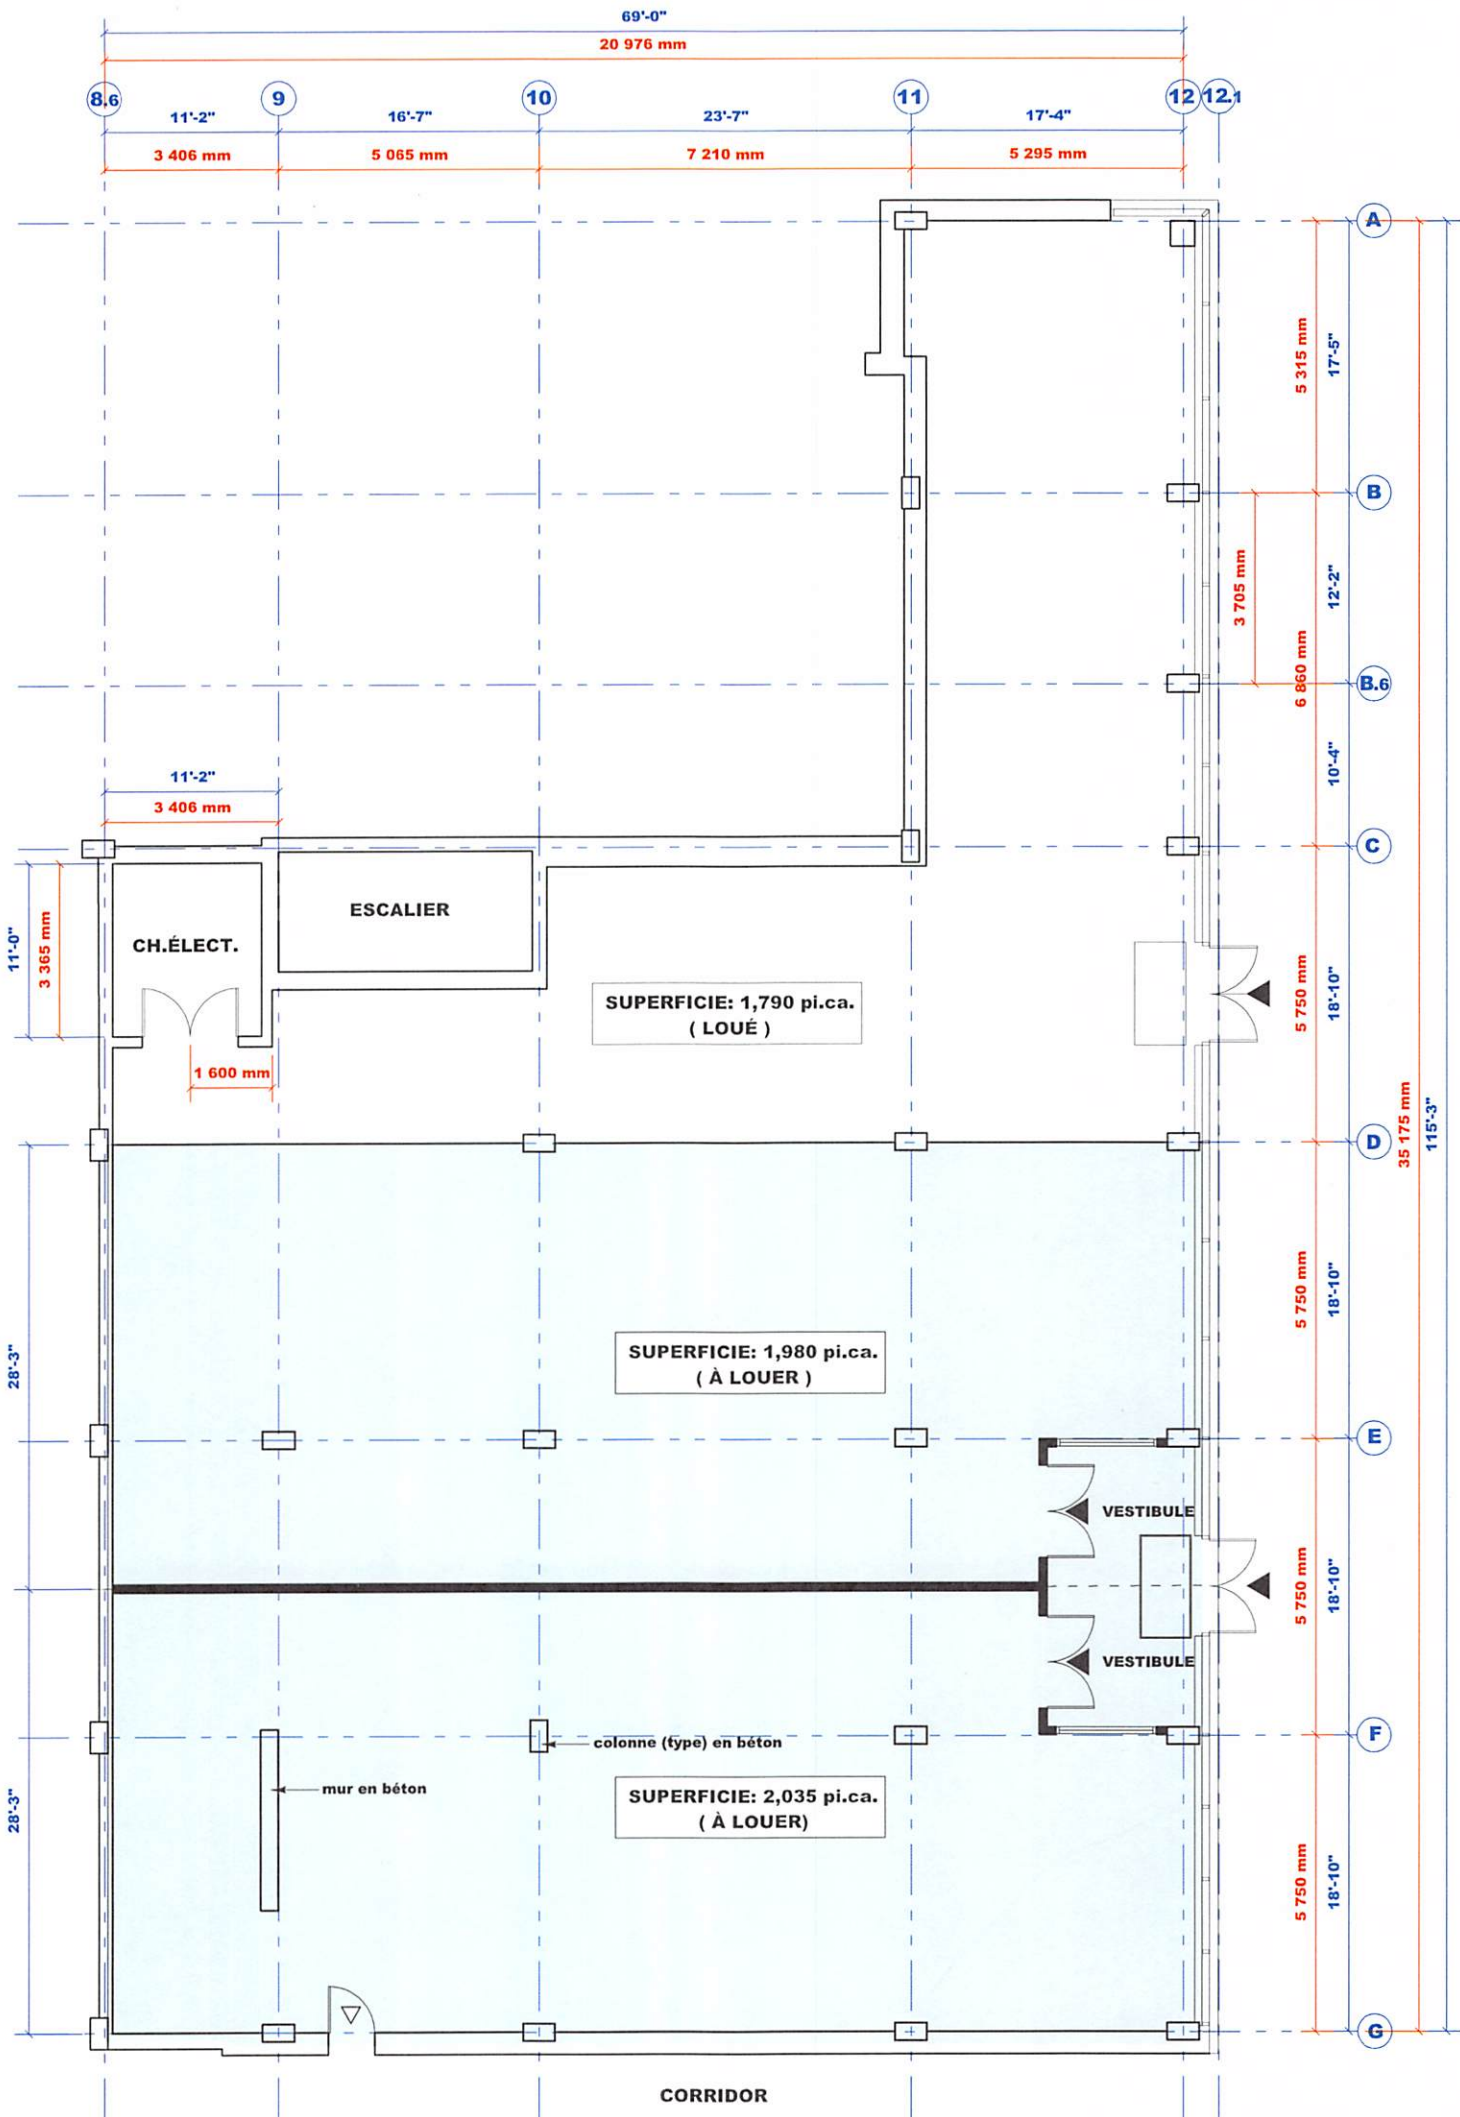 69'-0"
20 976 mm
8.6 9 10 11 12 12.1
11'-2" 16'-7" 23'-7" 17'-4"
3 406 mm 5 065 mm 7 210 mm 5 295 mm
A
5 315 mm
17'-5"
B
3 705 mm
12'-2"
6 860 mm
B.6
10'-4"
11'-2"
3 406 mm
C
11'-0"
3 365 mm
CH.ÉLECT.
ESCALIER
SUPERFICIE: 1,790 pi.ca.
( LOUÉ )
5 750 mm
18'-10"
1 600 mm
35 175 mm
115'-3"
D
28'-3"
SUPERFICIE: 1,980 pi.ca.
( À LOUER )
5 750 mm
18'-10"
E
VESTIBULE
5 750 mm
18'-10"
VESTIBULE
F
colonne (type) en béton
mur en béton
28'-3"
SUPERFICIE: 2,035 pi.ca.
( À LOUER)
5 750 mm
18'-10"
G
CORRIDOR